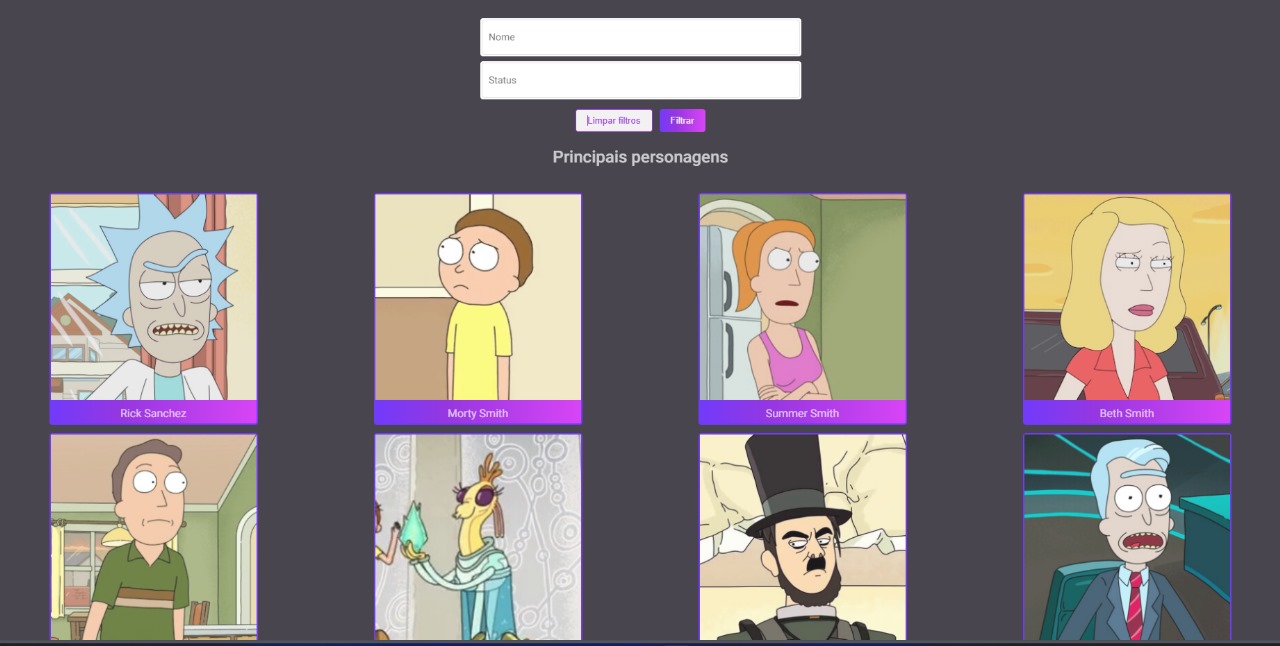 Nome
Status
Limpar filtros
Filtrar
Principais personagens
Rick Sanchez
Morty Smith
Summer Smith
Beth Smith